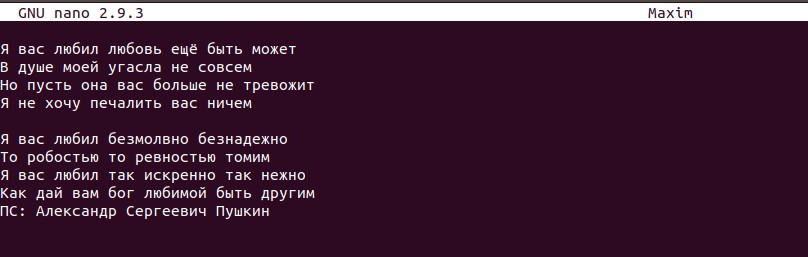 GNU nano 2.9.3 Maxim
Я вас любил любовь ещё быть может
В душе моей угасла не совсем
Но пусть она вас больше не тревожит
Я не хочу печалить вас ничем
Я вас любил безмолвно безнадежно
То робостью то ревностью томим
Я вас любил так искренно так нежно
Как дай вам бог любимой быть другим
ПС: Александр Сергеевич Пушкин